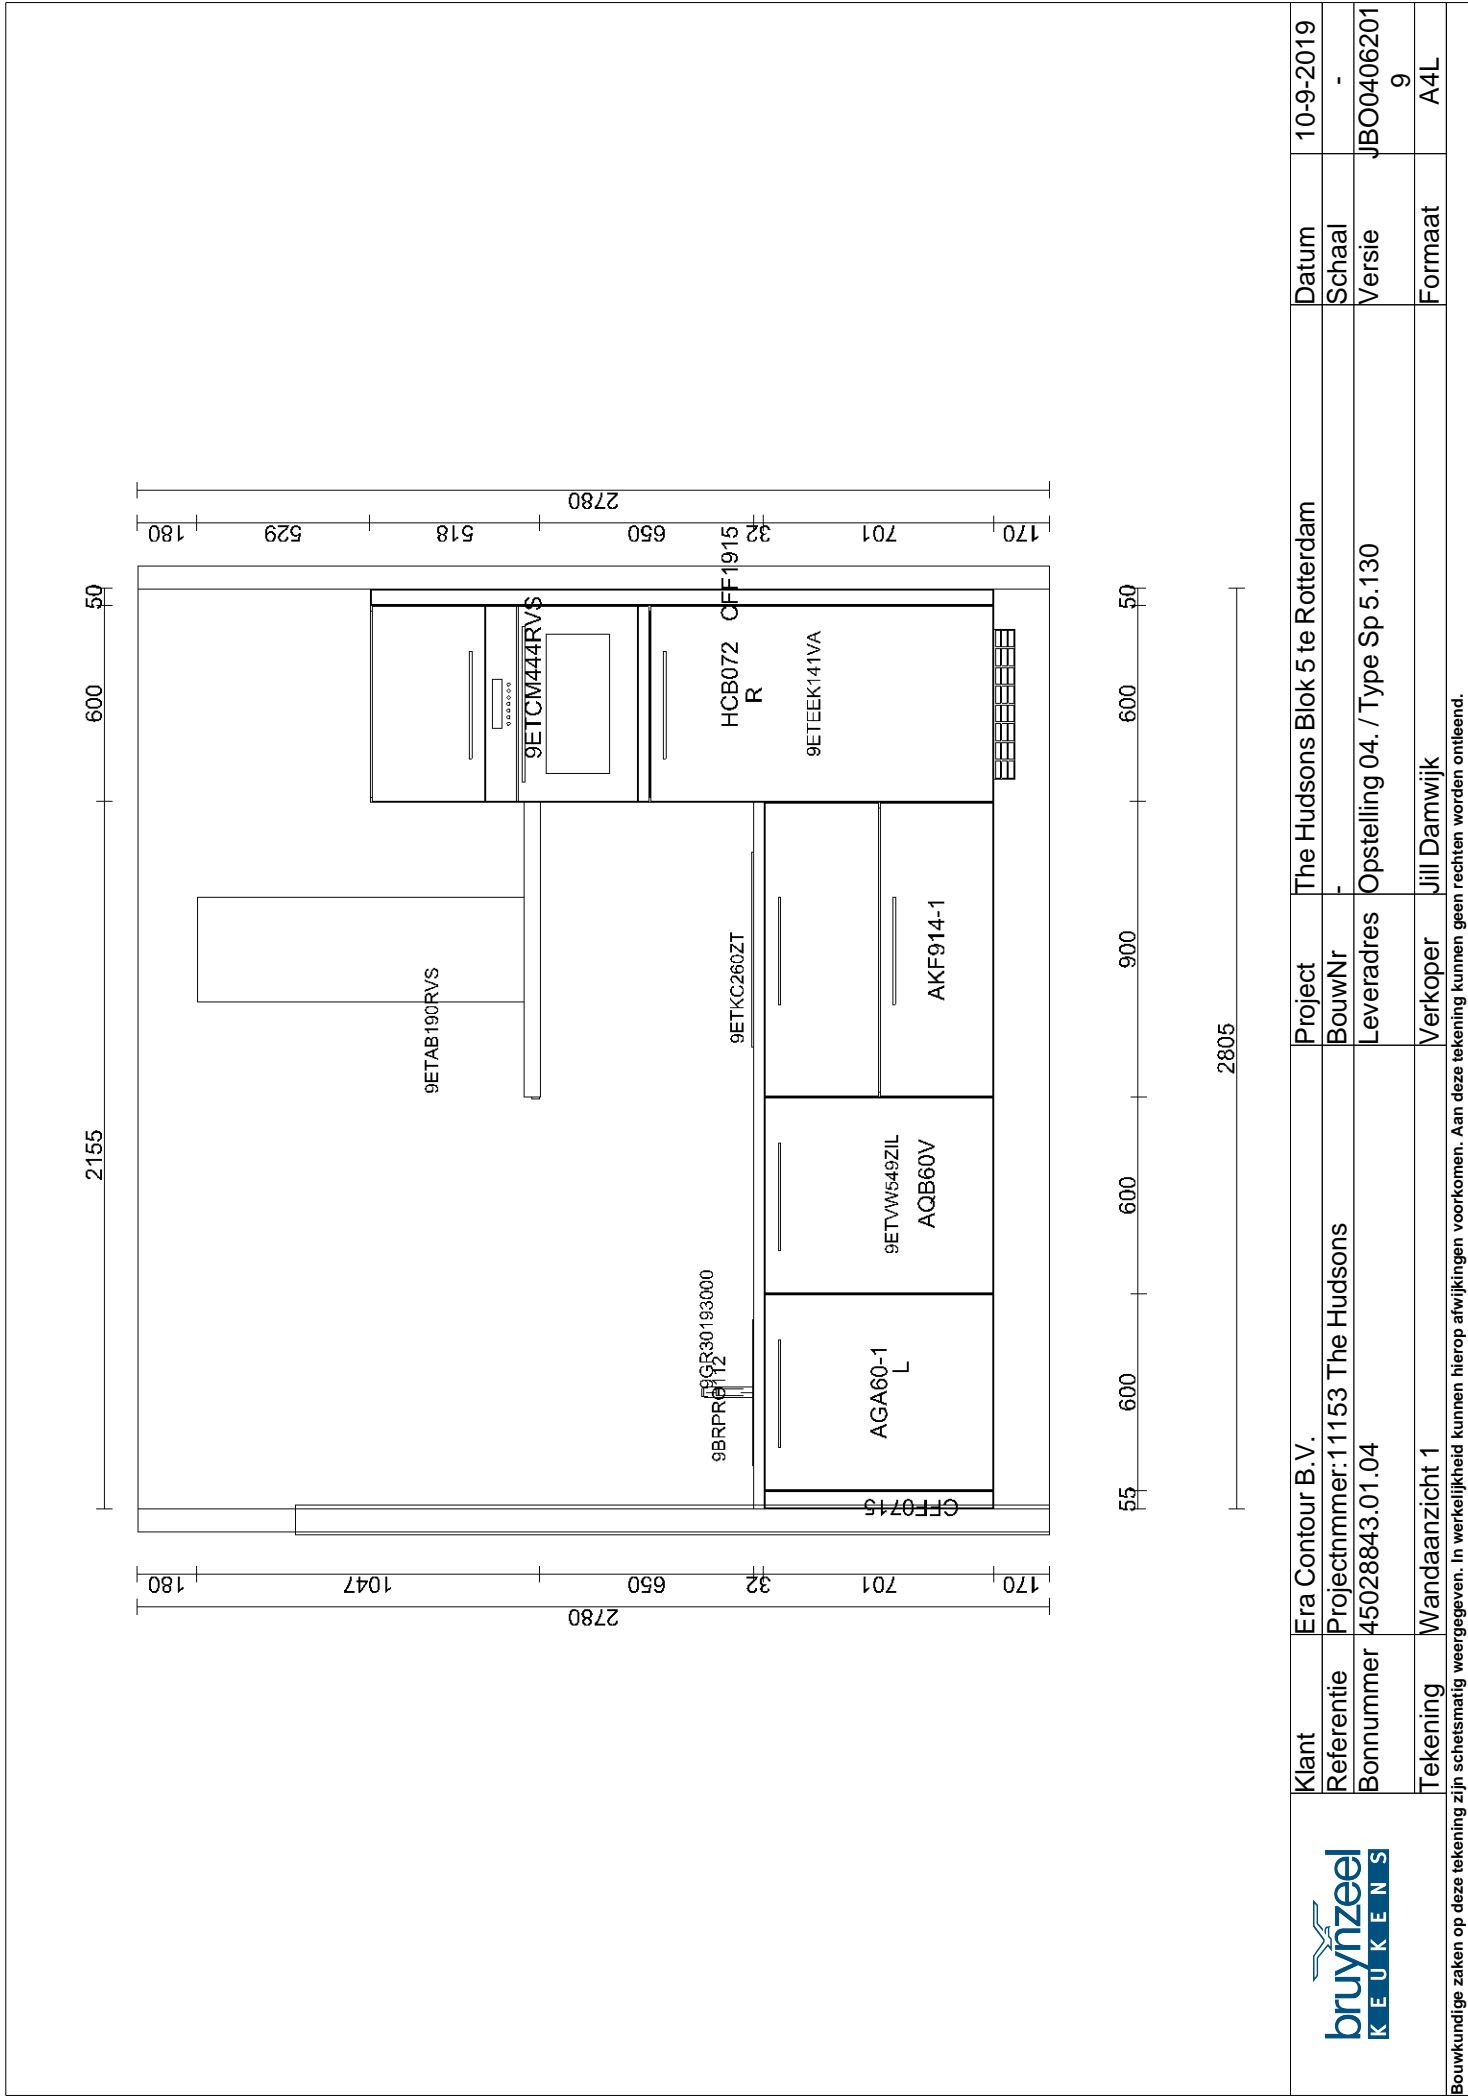 2155
600
50
180
1047
650
32
701
170
2780
180
529
518
650
32
701
170
2780
9ETAB190RVS
9ETCM444RVS
HCB072
R
CFF1915
9ETEEK141VA
9ETKC260ZT
9GR30193000
9BRPRO112
AGA60-1
L
9ETVW549ZIL
AQB60V
AKF914-1
CFF0715
55
600
600
900
600
50
2805
bruynzeel
KEUKENS
Klant Era Contour B.V. Project The Hudsons Blok 5 te Rotterdam Datum 10-9-2019
Referentie Projectnmmer:11153 The Hudsons BouwNr - Schaal -
Bonnummer 45028843.01.04 Leveradres Opstelling 04. / Type Sp 5.130 Versie JBO0406201
9
Tekening Wandaanzicht 1 Verkoper Jill Damwijk Formaat A4L
Bouwkundige zaken op deze tekening zijn schetsmatig weergegeven. In werkelijkheid kunnen hierop afwijkingen voorkomen. Aan deze tekening kunnen geen rechten worden ontleend.